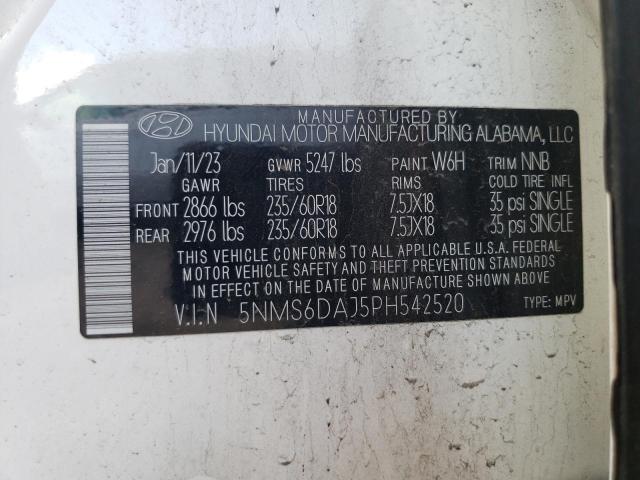 MANUFACTURED BY
HYUNDAI MOTOR MANUFACTURING ALABAMA, LLC
Jan/11/23 GVWR 5247 lbs PAINT W6H TRIM NNB
GAWR TIRES RIMS COLD TIRE INFL
FRONT 2866 lbs 235/60R18 7.5JX18 35 psi SINGLE
REAR 2976 lbs 235/60R18 7.5JX18 35 psi SINGLE
THIS VEHICLE CONFORMS TO ALL APPLICABLE U.S.A. FEDERAL
MOTOR VEHICLE SAFETY AND THEFT PREVENTION STANDARDS IN
EFFECT ON THE DATE OF MANUFACTURE SHOWN ABOVE.
V.I.N 5NMS6DAJ5PH542520 TYPE: MPV